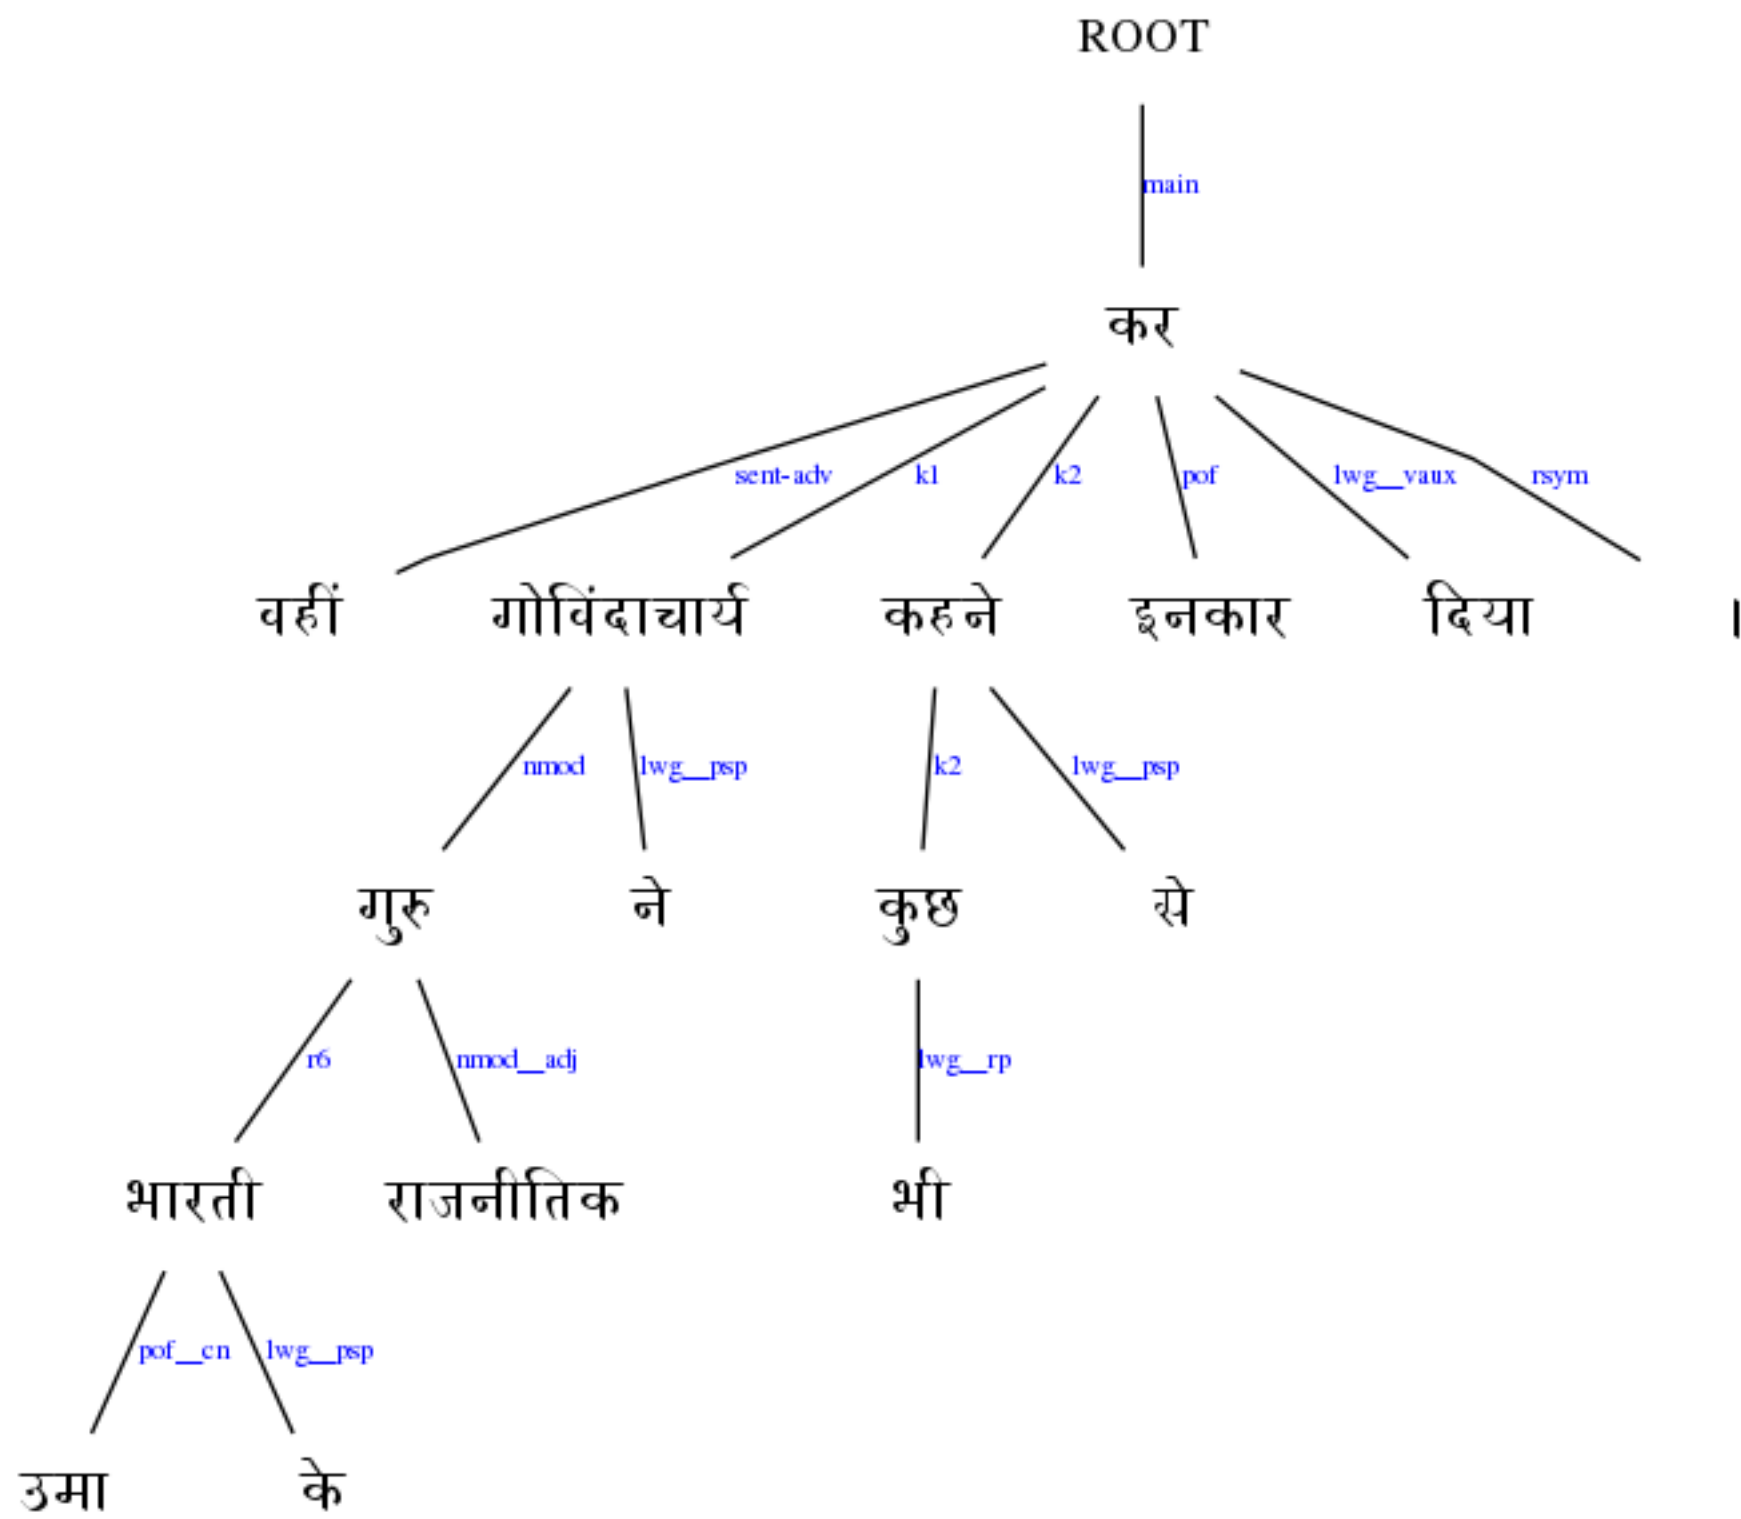 ROOT
main
कर
sent-adv k1 k2 pof lwg__vaux rsym
वहीं गोविंदाचार्य कहने इनकार दिया ।
nmod lwg__psp k2 lwg__psp
गुरु ने कुछ से
r6 nmod__adj lwg__rp
भारती राजनीतिक भी
pof__cn lwg__psp
उमा के